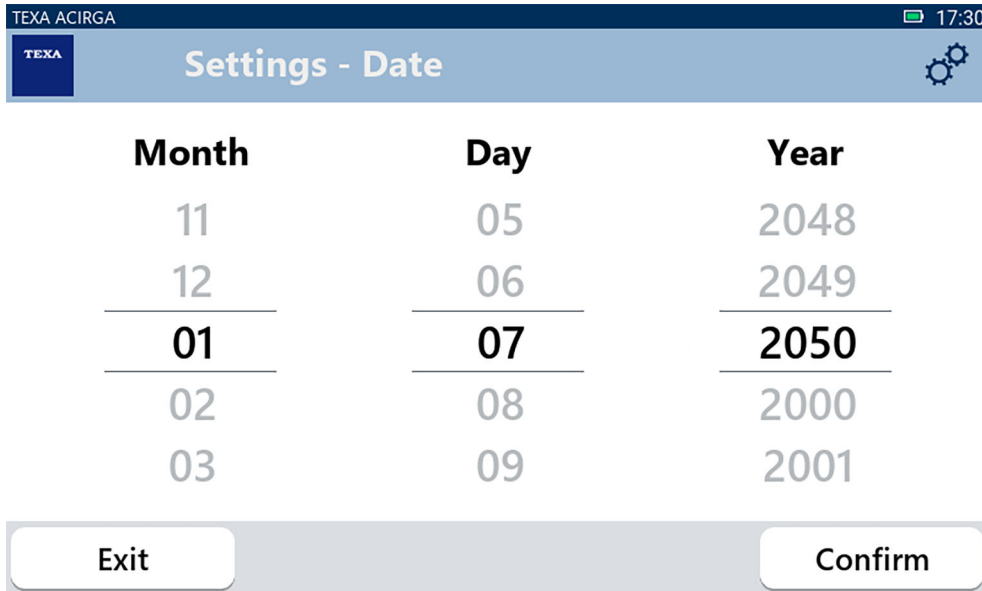 TEXA ACIRGA 17:30
TEXA Settings - Date
Month Day Year
11 05 2048
12 06 2049
01 07 2050
02 08 2000
03 09 2001
Exit Confirm